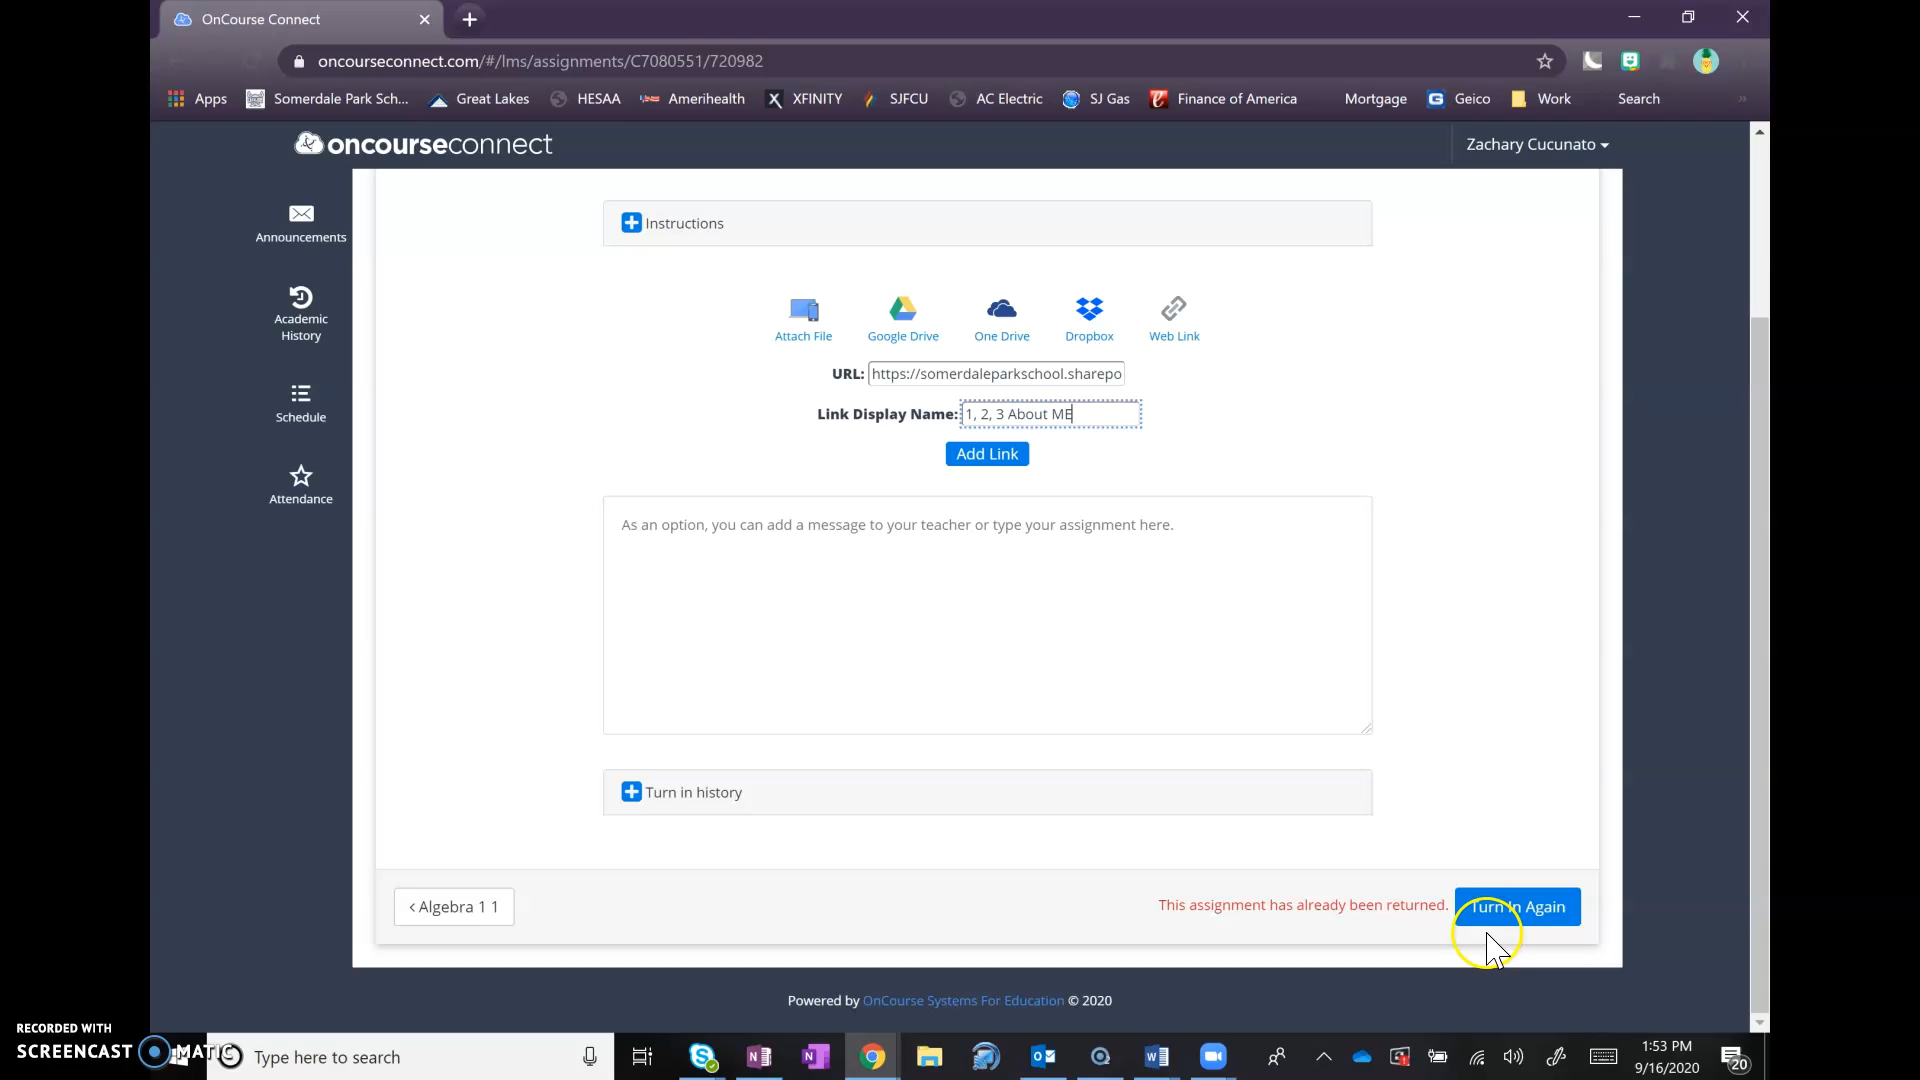 OnCourse Connect
oncourseconnect.com/#/lms/assignments/C7080551/720982
Apps Somerdale Park Sch... Great Lakes HESAA Amerihealth XFINITY SJFCU AC Electric SJ Gas Finance of America Mortgage Geico Work Search »
oncourseconnect
Zachary Cucunato
Announcements
Academic
History
Schedule
Attendance
Instructions
Attach File Google Drive One Drive Dropbox Web Link
URL: https://somerdaleparkschool.sharepo
Link Display Name: 1, 2, 3 About ME
Add Link
As an option, you can add a message to your teacher or type your assignment here.
Turn in history
< Algebra 1 1
This assignment has already been returned. Turn In Again
Powered by OnCourse Systems For Education © 2020
RECORDED WITH
SCREENCAST MATIC
Type here to search
1:53 PM
9/16/2020
20